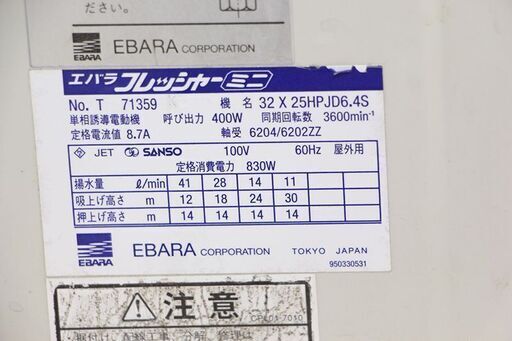 ださい。
EBARA
EBARA CORPORATION
エバラ フレッシャーミニ
No. T 71359 機 名 32 X 25HPJD6.4S
単相誘導電動機 呼び出力 400W 同期回転数 3600min⁻¹
定格電流値 8.7A 軸受 6204/6202ZZ
JET SANSO 100V 60Hz 屋外用
定格消費電力 830W
揚水量 ℓ/min 41 28 14 11
吸上げ高さ m 12 18 24 30
押上げ高さ m 14 14 14 14
EBARA
EBARA CORPORATION TOKYO JAPAN
950330531
注意
CPL01-7010